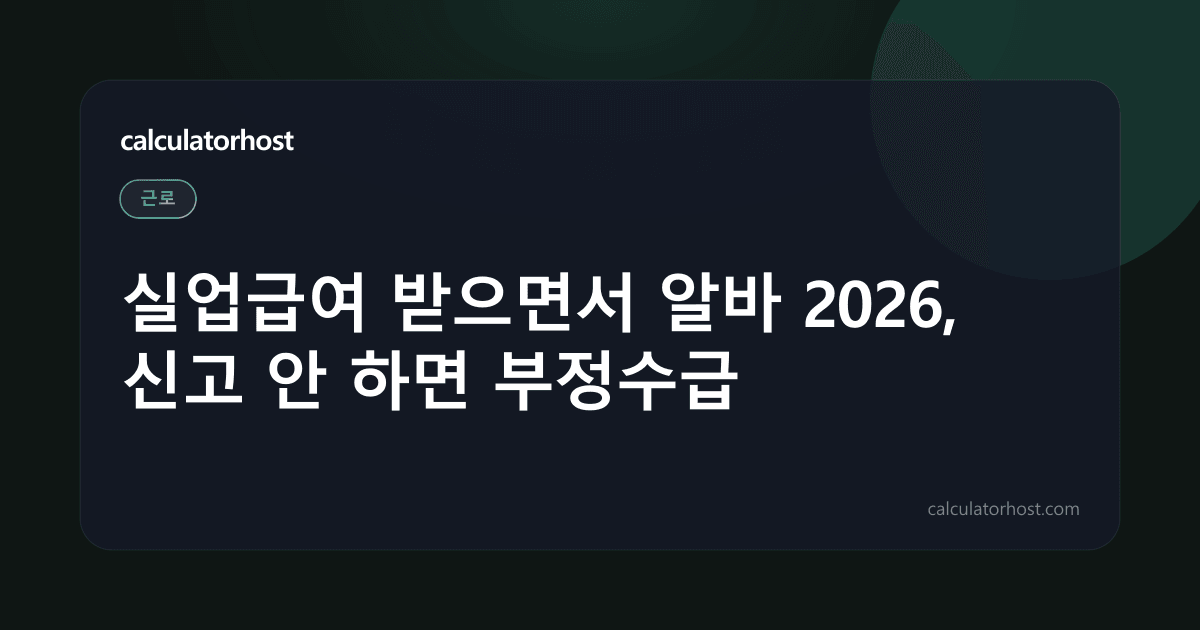 calculatorhost
근로
실업급여 받으면서 알바 2026,
신고 안 하면 부정수급
calculatorhost.com